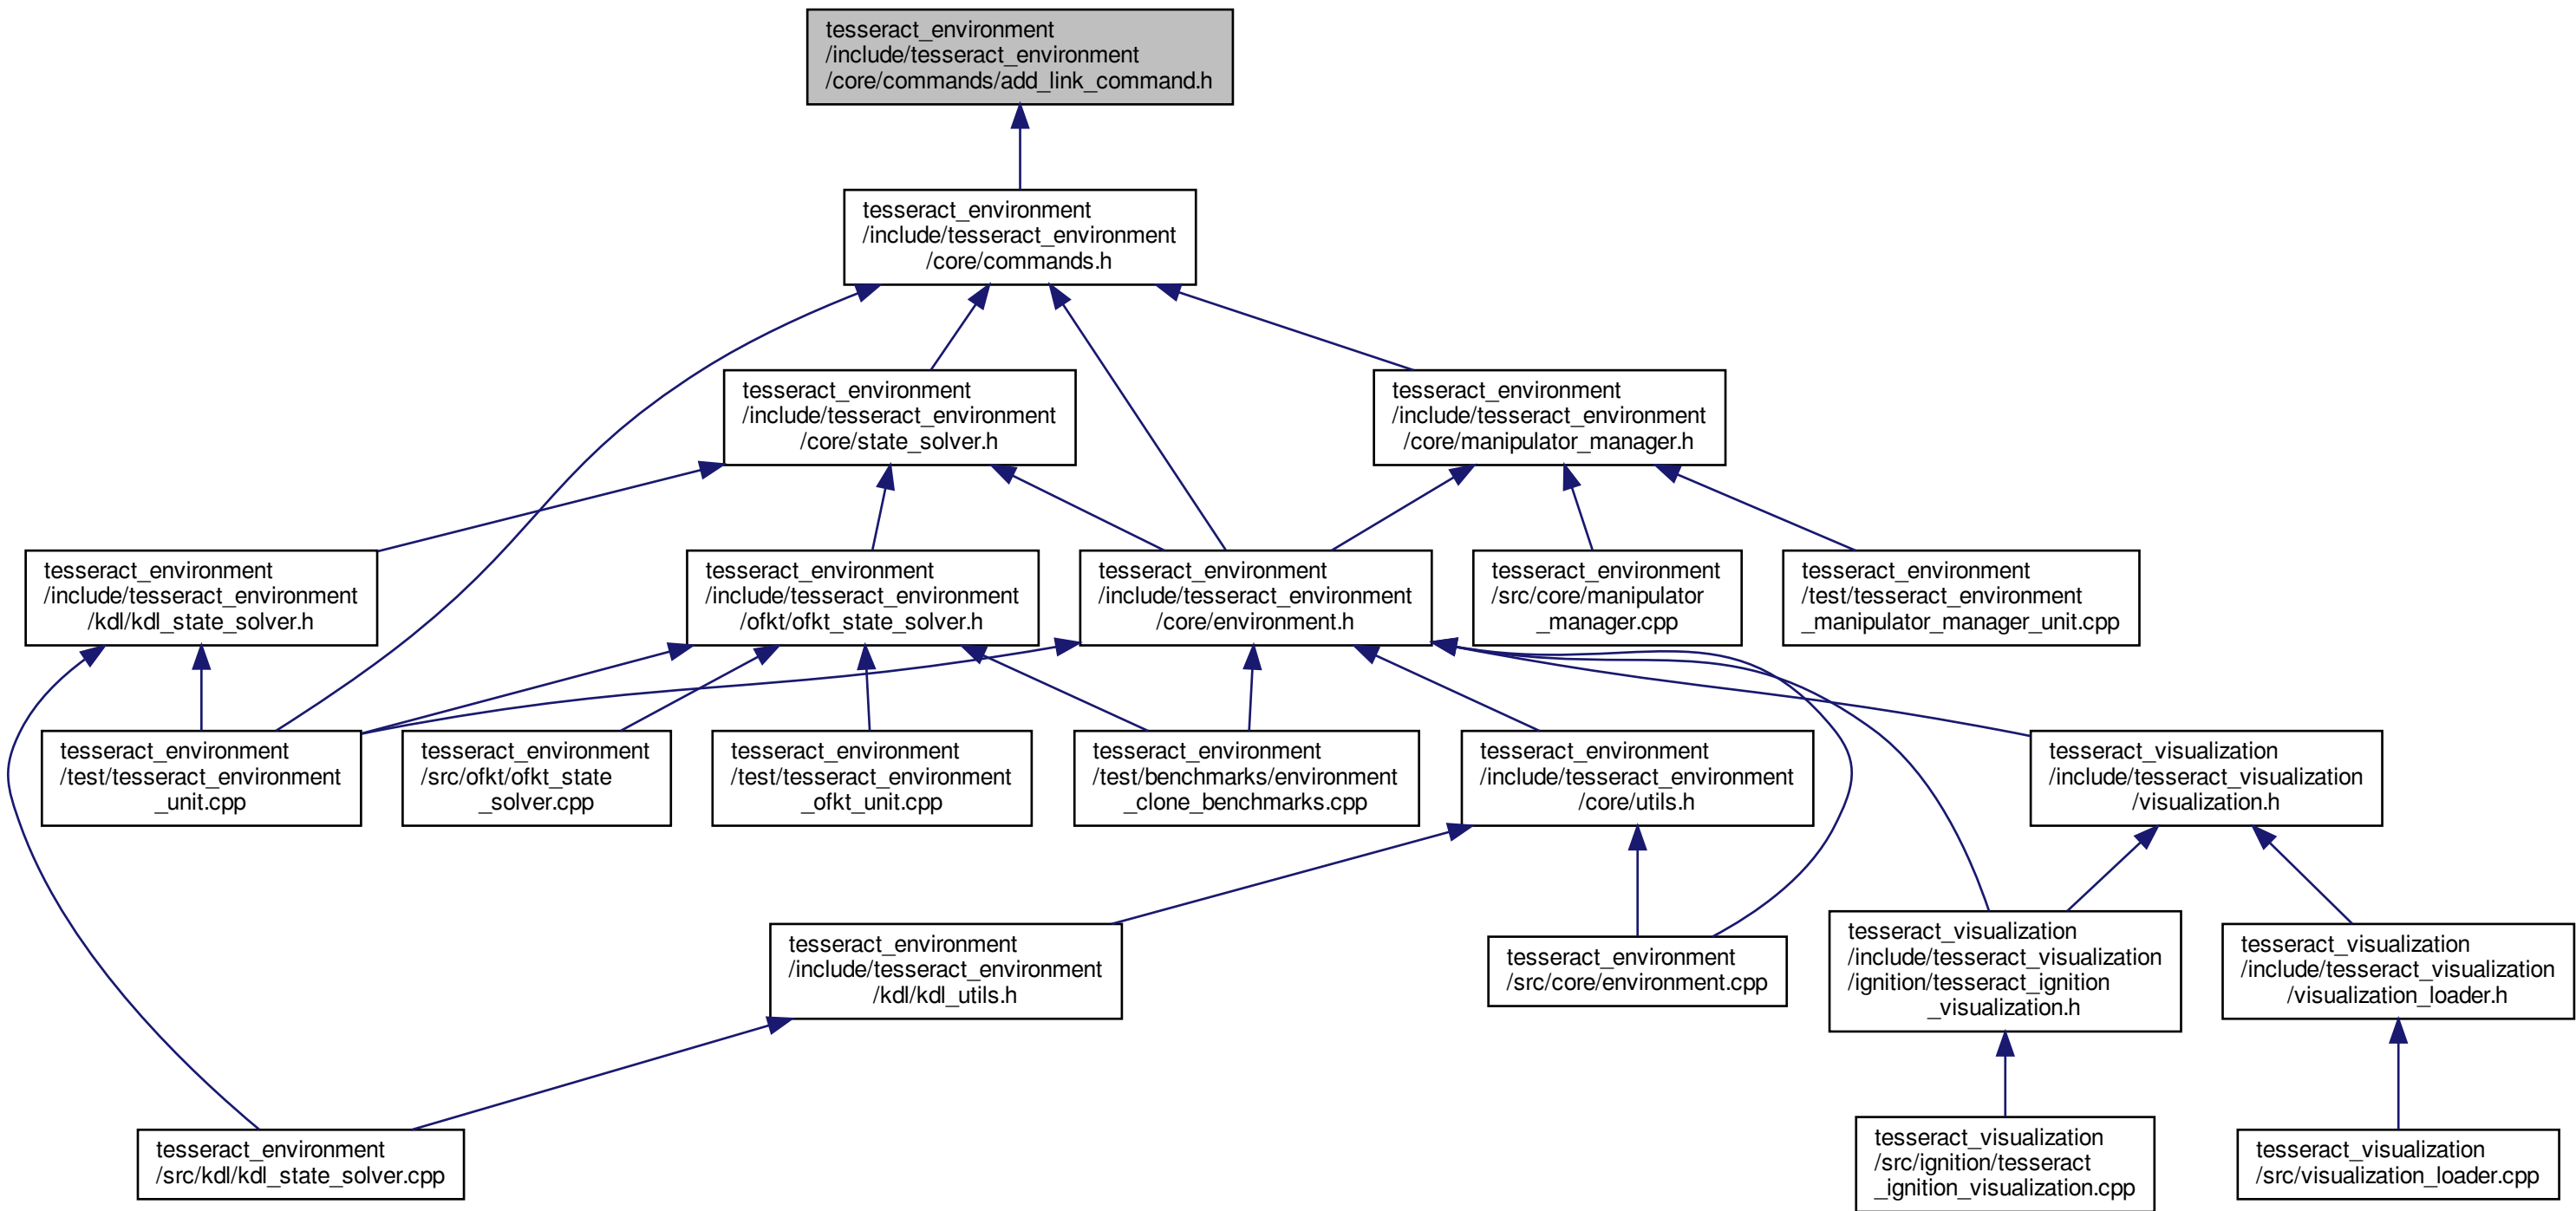 tesseract_environment
/include/tesseract_environment
/core/commands/add_link_command.h
tesseract_environment
/include/tesseract_environment
/core/commands.h
tesseract_environment
/include/tesseract_environment
/core/state_solver.h
tesseract_environment
/include/tesseract_environment
/core/manipulator_manager.h
tesseract_environment
/include/tesseract_environment
/kdl/kdl_state_solver.h
tesseract_environment
/include/tesseract_environment
/ofkt/ofkt_state_solver.h
tesseract_environment
/include/tesseract_environment
/core/environment.h
tesseract_environment
/src/core/manipulator
_manager.cpp
tesseract_environment
/test/tesseract_environment
_manipulator_manager_unit.cpp
tesseract_environment
/test/tesseract_environment
_unit.cpp
tesseract_environment
/src/ofkt/ofkt_state
_solver.cpp
tesseract_environment
/test/tesseract_environment
_ofkt_unit.cpp
tesseract_environment
/test/benchmarks/environment
_clone_benchmarks.cpp
tesseract_environment
/include/tesseract_environment
/core/utils.h
tesseract_visualization
/include/tesseract_visualization
/visualization.h
tesseract_environment
/include/tesseract_environment
/kdl/kdl_utils.h
tesseract_environment
/src/core/environment.cpp
tesseract_visualization
/include/tesseract_visualization
/ignition/tesseract_ignition
_visualization.h
tesseract_visualization
/include/tesseract_visualization
/visualization_loader.h
tesseract_environment
/src/kdl/kdl_state_solver.cpp
tesseract_visualization
/src/ignition/tesseract
_ignition_visualization.cpp
tesseract_visualization
/src/visualization_loader.cpp